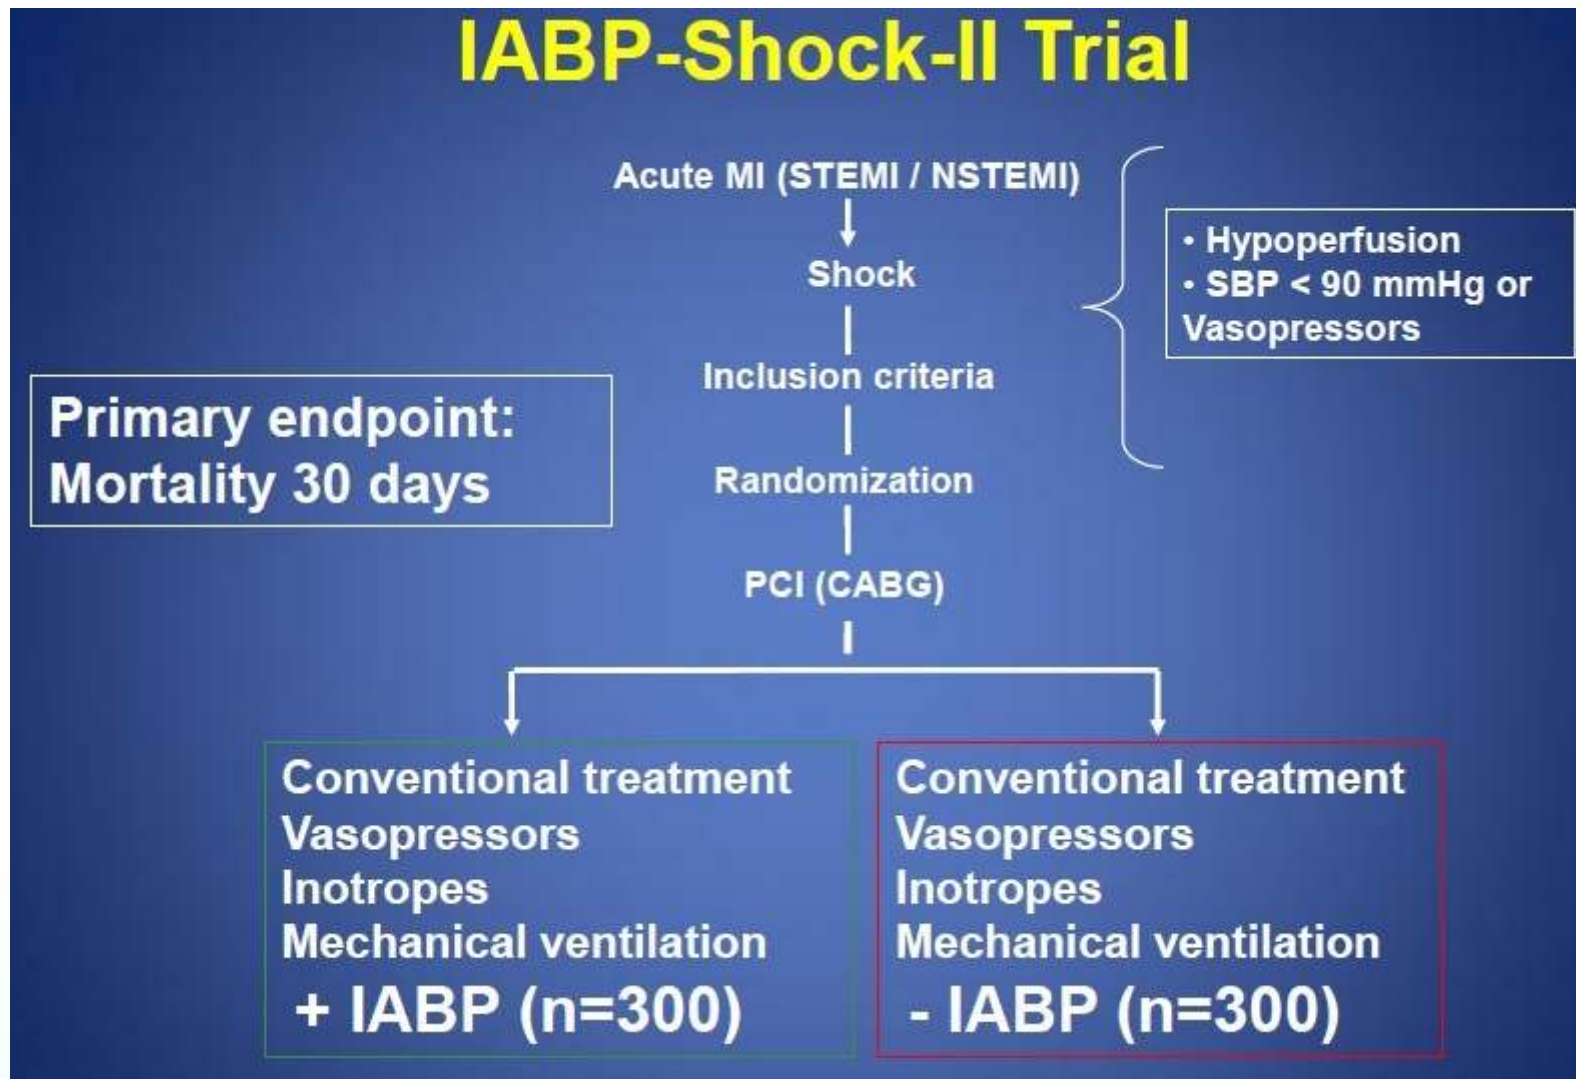 IABP-Shock-II Trial
Acute MI (STEMI / NSTEMI)
Shock
Inclusion criteria
Randomization
PCI (CABG)
• Hypoperfusion
• SBP < 90 mmHg or
Vasopressors
Primary endpoint:
Mortality 30 days
Conventional treatment
Vasopressors
Inotropes
Mechanical ventilation
+ IABP (n=300)
Conventional treatment
Vasopressors
Inotropes
Mechanical ventilation
- IABP (n=300)